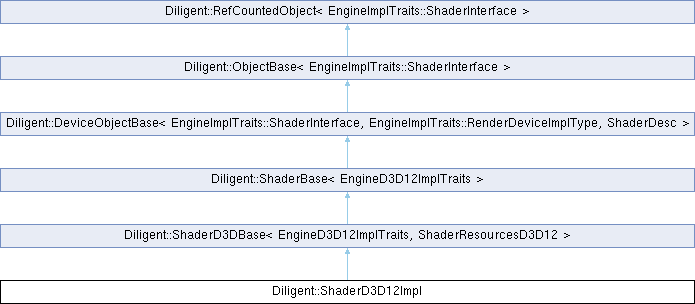 Diligent::RefCountedObject< EngineImplTraits::ShaderInterface >
Diligent::ObjectBase< EngineImplTraits::ShaderInterface >
Diligent::DeviceObjectBase< EngineImplTraits::ShaderInterface, EngineImplTraits::RenderDeviceImplType, ShaderDesc >
Diligent::ShaderBase< EngineD3D12ImplTraits >
Diligent::ShaderD3DBase< EngineD3D12ImplTraits, ShaderResourcesD3D12 >
Diligent::ShaderD3D12Impl